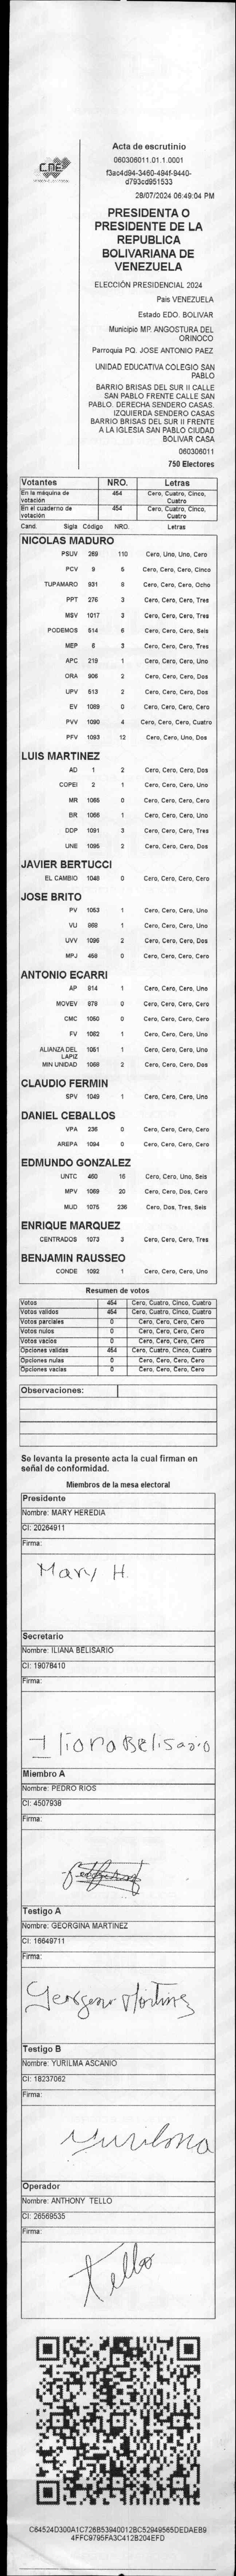 CNE
Acta de escrutinio
060306011.01.1.0001
f3ac4d94-3460-494f-9440-
d793cd951533
28/07/2024 06:49:04 PM
PRESIDENTA O
PRESIDENTE DE LA
REPUBLICA
BOLIVARIANA DE
VENEZUELA
ELECCIÓN PRESIDENCIAL 2024
Pais VENEZUELA
Estado EDO. BOLIVAR
Municipio MP. ANGOSTURA DEL
ORINOCO
Parroquia PQ. JOSE ANTONIO PAEZ
UNIDAD EDUCATIVA COLEGIO SAN
PABLO
BARRIO BRISAS DEL SUR II CALLE
SAN PABLO FRENTE CALLE SAN
PABLO. DERECHA SENDERO CASAS.
IZQUIERDA SENDERO CASAS
BARRIO BRISAS DEL SUR II FRENTE
A LA IGLESIA SAN PABLO CIUDAD
BOLIVAR CASA
060306011
750 Electores
Votantes NRO. Letras
En la máquina de votación 454 Cero, Cuatro, Cinco, Cuatro
En el cuaderno de votación 454 Cero, Cuatro, Cinco, Cuatro
Cand. Sigla Código NRO. Letras
NICOLAS MADURO
PSUV 269 110 Cero, Uno, Uno, Cero
PCV 9 5 Cero, Cero, Cero, Cinco
TUPAMARO 931 8 Cero, Cero, Cero, Ocho
PPT 276 3 Cero, Cero, Cero, Tres
MSV 1017 3 Cero, Cero, Cero, Tres
PODEMOS 514 6 Cero, Cero, Cero, Seis
MEP 6 3 Cero, Cero, Cero, Tres
APC 219 1 Cero, Cero, Cero, Uno
ORA 906 2 Cero, Cero, Cero, Dos
UPV 513 2 Cero, Cero, Cero, Dos
EV 1089 0 Cero, Cero, Cero, Cero
PVV 1090 4 Cero, Cero, Cero, Cuatro
PFV 1093 12 Cero, Cero, Uno, Dos
LUIS MARTINEZ
AD 1 2 Cero, Cero, Cero, Dos
COPEI 2 1 Cero, Cero, Cero, Uno
MR 1065 0 Cero, Cero, Cero, Cero
BR 1066 1 Cero, Cero, Cero, Uno
DDP 1091 3 Cero, Cero, Cero, Tres
UNE 1095 2 Cero, Cero, Cero, Dos
JAVIER BERTUCCI
EL CAMBIO 1048 0 Cero, Cero, Cero, Cero
JOSE BRITO
PV 1053 1 Cero, Cero, Cero, Uno
VU 868 1 Cero, Cero, Cero, Uno
UVV 1096 2 Cero, Cero, Cero, Dos
MPJ 458 0 Cero, Cero, Cero, Cero
ANTONIO ECARRI
AP 914 1 Cero, Cero, Cero, Uno
MOVEV 878 0 Cero, Cero, Cero, Cero
CMC 1050 0 Cero, Cero, Cero, Cero
FV 1062 1 Cero, Cero, Cero, Uno
ALIANZA DEL LAPIZ 1061 1 Cero, Cero, Cero, Uno
MIN UNIDAD 1068 2 Cero, Cero, Cero, Dos
CLAUDIO FERMIN
SPV 1049 1 Cero, Cero, Cero, Uno
DANIEL CEBALLOS
VPA 236 0 Cero, Cero, Cero, Cero
AREPA 1094 0 Cero, Cero, Cero, Cero
EDMUNDO GONZALEZ
UNTC 460 16 Cero, Cero, Uno, Seis
MPV 1069 20 Cero, Cero, Dos, Cero
MUD 1075 236 Cero, Dos, Tres, Seis
ENRIQUE MARQUEZ
CENTRADOS 1073 3 Cero, Cero, Cero, Tres
BENJAMIN RAUSSEO
CONDE 1092 1 Cero, Cero, Cero, Uno
Resumen de votos
Votos 454 Cero, Cuatro, Cinco, Cuatro
Votos validos 454 Cero, Cuatro, Cinco, Cuatro
Votos parciales 0 Cero, Cero, Cero, Cero
Votos nulos 0 Cero, Cero, Cero, Cero
Votos vacios 0 Cero, Cero, Cero, Cero
Opciones validas 454 Cero, Cuatro, Cinco, Cuatro
Opciones nulas 0 Cero, Cero, Cero, Cero
Opciones vacias 0 Cero, Cero, Cero, Cero
Observaciones:
Se levanta la presente acta la cual firman en
señal de conformidad.
Miembros de la mesa electoral
Presidente
Nombre: MARY HEREDIA
CI: 20264911
Firma:
Mary H.
Secretario
Nombre: ILIANA BELISARIO
CI: 19078410
Firma:
Iliana Belisario
Miembro A
Nombre: PEDRO RIOS
CI: 4507938
Firma:
Testigo A
Nombre: GEORGINA MARTINEZ
CI: 16649711
Firma:
Georgina Martinez
Testigo B
Nombre: YURILMA ASCANIO
CI: 18237062
Firma:
Yurilma
Operador
Nombre: ANTHONY TELLO
CI: 26569535
Firma:
Tello
C64524D300A1C726B53940012BC52949565DEDAEB9
4FFC9795FA3C412B204EFD